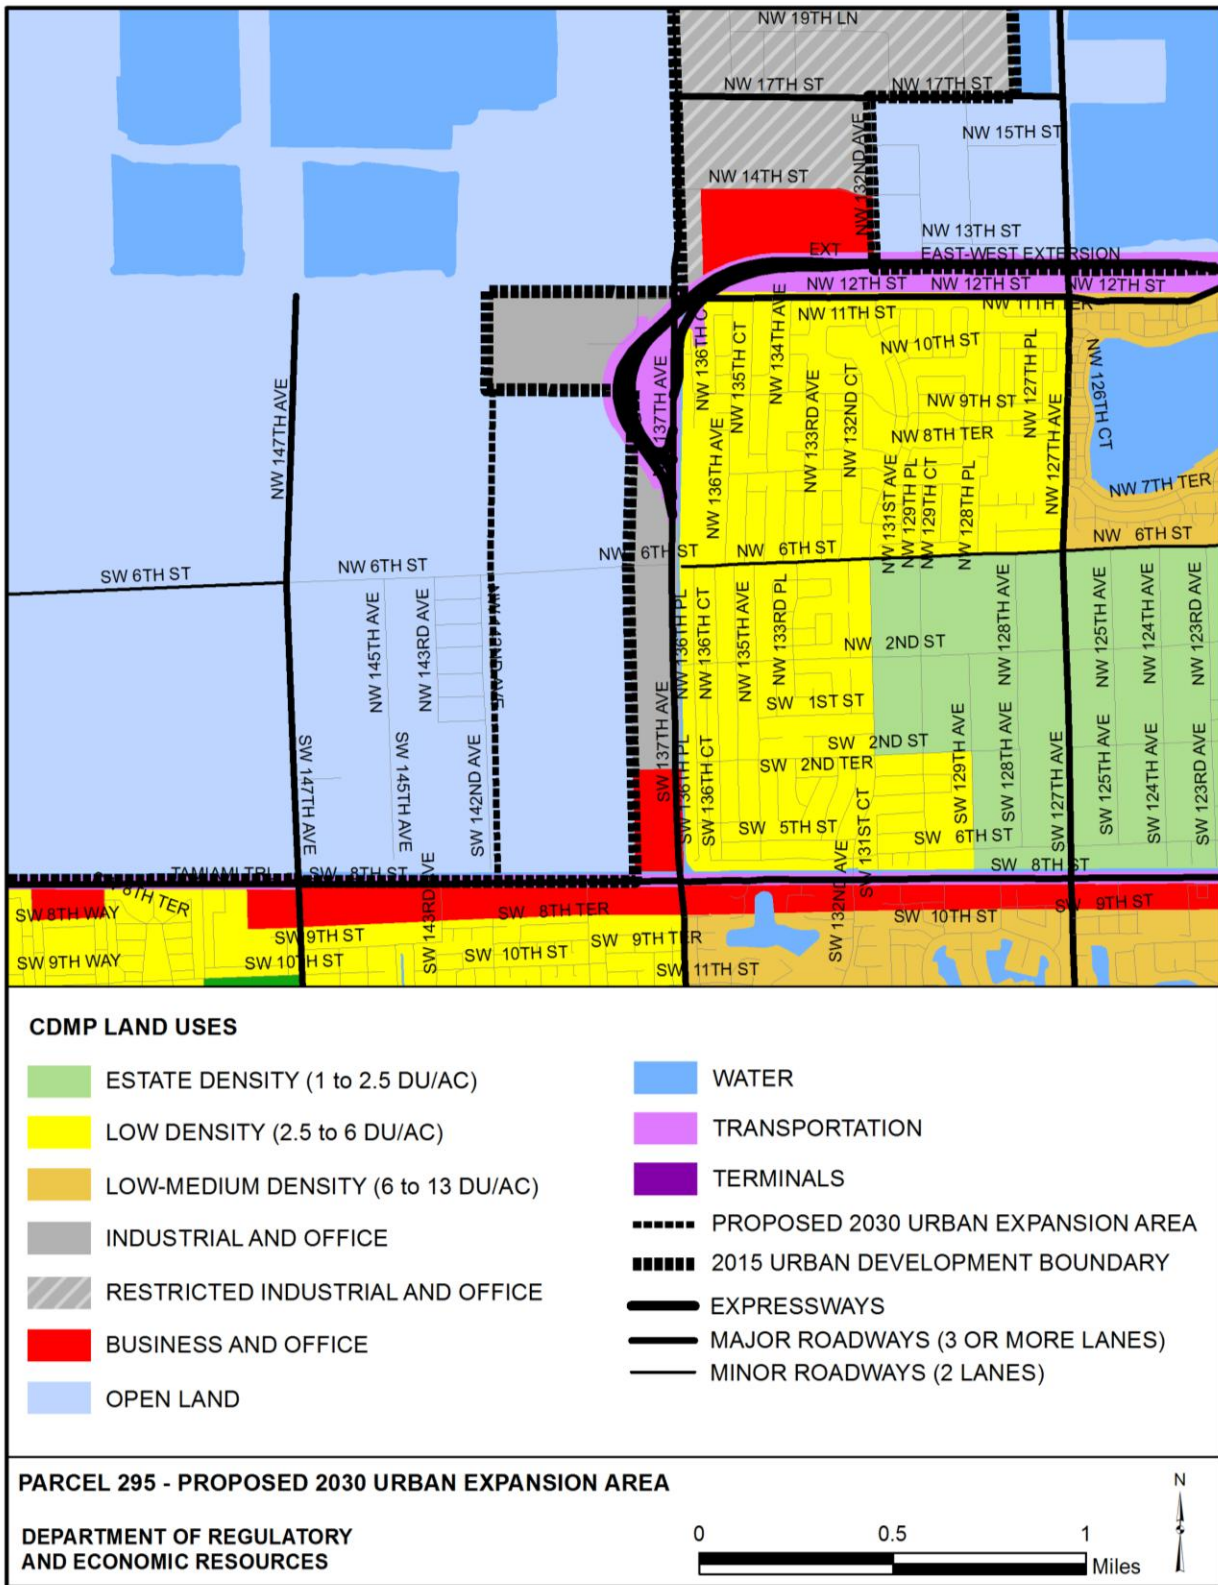 NW 19TH LN
NW 17TH ST
NW 17TH ST
NW 132ND AVE
NW 15TH ST
NW 14TH ST
NW 13TH ST
EXT
EAST-WEST EXTERSION
NW 12TH ST
NW 12TH ST
NW 12TH ST
NW 11TH ST
NW 11TH TER
NW 136TH C
NW 135TH CT
NW 134TH AVE
NW 10TH ST
NW 127TH PL
NW 126TH CT
137TH AVE
NW 147TH AVE
NW 133RD AVE
NW 132ND CT
NW 9TH ST
NW 8TH TER
NW 127TH AVE
NW 136TH AVE
NW 131ST AVE
NW 129TH PL
NW 129TH CT
NW 128TH PL
NW 7TH TER
NW 6TH ST
NW 6TH ST
NW 6TH ST
NW 6TH ST
SW 6TH ST
NW 145TH AVE
NW 143RD AVE
NW 142ND AVE
NW 136TH PL
NW 136TH CT
NW 135TH AVE
NW 133RD PL
NW 2ND ST
NW 128TH AVE
NW 125TH AVE
NW 124TH AVE
NW 123RD AVE
SW 1ST ST
SW 2ND ST
SW 2ND TER
SW 147TH AVE
SW 145TH AVE
SW 142ND AVE
SW 137TH AVE
SW 136TH PL
SW 136TH CT
SW 129TH AVE
SW 128TH AVE
SW 127TH AVE
SW 125TH AVE
SW 124TH AVE
SW 123RD AVE
SW 5TH ST
SW 131ST CT
SW 6TH ST
TAMIAMI TRL
SW 8TH ST
SW 8TH ST
8TH TER
SW 8TH WAY
SW 143RD AVE
SW 8TH TER
SW 132ND AVE
SW 9TH ST
SW 10TH ST
SW 9TH ST
SW 9TH TER
SW 9TH WAY
SW 10TH ST
SW 10TH ST
SW 11TH ST
CDMP LAND USES
ESTATE DENSITY (1 to 2.5 DU/AC)
LOW DENSITY (2.5 to 6 DU/AC)
LOW-MEDIUM DENSITY (6 to 13 DU/AC)
INDUSTRIAL AND OFFICE
RESTRICTED INDUSTRIAL AND OFFICE
BUSINESS AND OFFICE
OPEN LAND
WATER
TRANSPORTATION
TERMINALS
PROPOSED 2030 URBAN EXPANSION AREA
2015 URBAN DEVELOPMENT BOUNDARY
EXPRESSWAYS
MAJOR ROADWAYS (3 OR MORE LANES)
MINOR ROADWAYS (2 LANES)
PARCEL 295 - PROPOSED 2030 URBAN EXPANSION AREA
DEPARTMENT OF REGULATORY
AND ECONOMIC RESOURCES
0 0.5 1
Miles
N